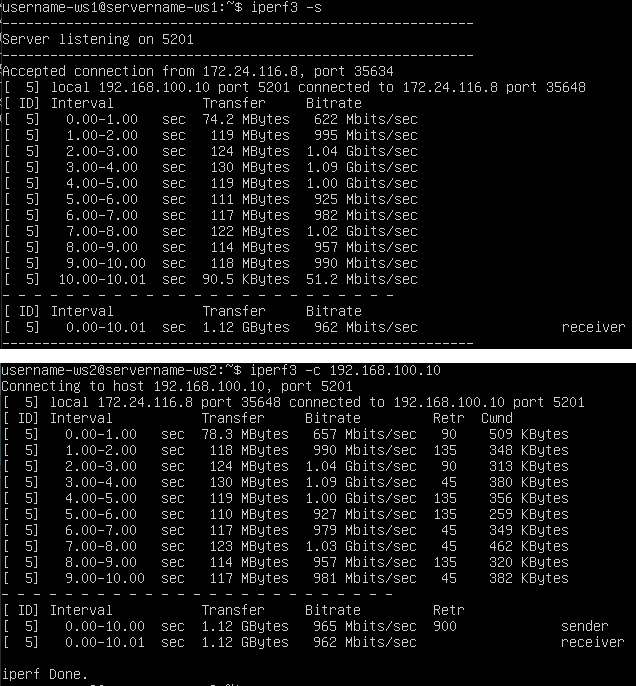 username-ws1@servername-ws1:~$ iperf3 -s
-----------------------------------------------------------
Server listening on 5201
-----------------------------------------------------------
Accepted connection from 172.24.116.8, port 35634
[  5] local 192.168.100.10 port 5201 connected to 172.24.116.8 port 35648
[ ID] Interval           Transfer     Bitrate
[  5]   0.00-1.00   sec  74.2 MBytes   622 Mbits/sec
[  5]   1.00-2.00   sec   119 MBytes   995 Mbits/sec
[  5]   2.00-3.00   sec   124 MBytes  1.04 Gbits/sec
[  5]   3.00-4.00   sec   130 MBytes  1.09 Gbits/sec
[  5]   4.00-5.00   sec   119 MBytes  1.00 Gbits/sec
[  5]   5.00-6.00   sec   111 MBytes   925 Mbits/sec
[  5]   6.00-7.00   sec   117 MBytes   982 Mbits/sec
[  5]   7.00-8.00   sec   122 MBytes  1.02 Gbits/sec
[  5]   8.00-9.00   sec   114 MBytes   957 Mbits/sec
[  5]   9.00-10.00  sec   118 MBytes   990 Mbits/sec
[  5]  10.00-10.01  sec  90.5 KBytes  51.2 Mbits/sec
- - - - - - - - - - - - - - - - - - - - - - - - -
[ ID] Interval           Transfer     Bitrate
[  5]   0.00-10.01  sec  1.12 GBytes   962 Mbits/sec                  receiver
-----------------------------------------------------------
username-ws2@servername-ws2:~$ iperf3 -c 192.168.100.10
Connecting to host 192.168.100.10, port 5201
[  5] local 172.24.116.8 port 35648 connected to 192.168.100.10 port 5201
[ ID] Interval           Transfer     Bitrate         Retr  Cwnd
[  5]   0.00-1.00   sec  78.3 MBytes   657 Mbits/sec   90    509 KBytes
[  5]   1.00-2.00   sec   118 MBytes   990 Mbits/sec  135    348 KBytes
[  5]   2.00-3.00   sec   124 MBytes  1.04 Gbits/sec   90    313 KBytes
[  5]   3.00-4.00   sec   130 MBytes  1.09 Gbits/sec   45    380 KBytes
[  5]   4.00-5.00   sec   119 MBytes  1.00 Gbits/sec  135    356 KBytes
[  5]   5.00-6.00   sec   110 MBytes   927 Mbits/sec  135    259 KBytes
[  5]   6.00-7.00   sec   117 MBytes   979 Mbits/sec   45    349 KBytes
[  5]   7.00-8.00   sec   123 MBytes  1.03 Gbits/sec   45    462 KBytes
[  5]   8.00-9.00   sec   114 MBytes   957 Mbits/sec  135    320 KBytes
[  5]   9.00-10.00  sec   117 MBytes   981 Mbits/sec   45    382 KBytes
- - - - - - - - - - - - - - - - - - - - - - - - -
[ ID] Interval           Transfer     Bitrate         Retr
[  5]   0.00-10.00  sec  1.12 GBytes   965 Mbits/sec  900             sender
[  5]   0.00-10.01  sec  1.12 GBytes   962 Mbits/sec                  receiver
iperf Done.